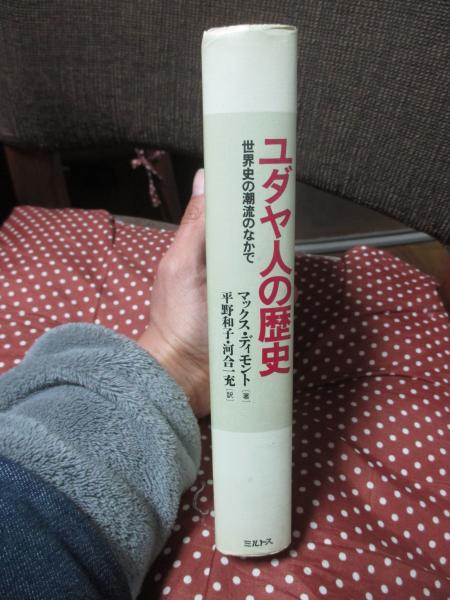 ユダヤ人の歴史
世界史の潮流のなかで
マックス・ディモント[著]
平野和子・河合一充[訳]
ミルトス